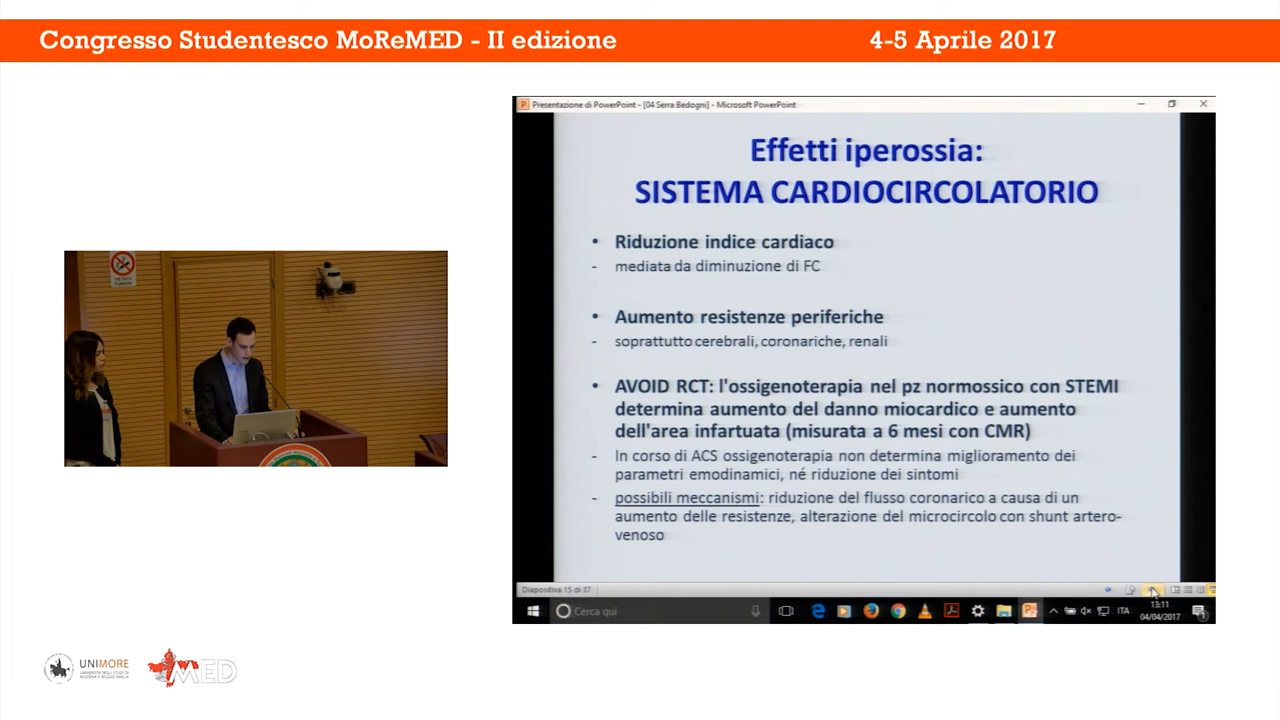 Congresso Studentesco MoReMED - II edizione
4-5 Aprile 2017
Presentazione di PowerPoint - [04 Serra Bedogni] - Microsoft PowerPoint
Effetti iperossia:
SISTEMA CARDIOCIRCOLATORIO
• Riduzione indice cardiaco
- mediata da diminuzione di FC
• Aumento resistenze periferiche
- soprattutto cerebrali, coronariche, renali
• AVOID RCT: l'ossigenoterapia nel pz normossico con STEMI
determina aumento del danno miocardico e aumento
dell'area infartuata (misurata a 6 mesi con CMR)
- In corso di ACS ossigenoterapia non determina miglioramento dei
parametri emodinamici, né riduzione dei sintomi
- possibili meccanismi: riduzione del flusso coronarico a causa di un
aumento delle resistenze, alterazione del microcircolo con shunt artero-
venoso
Diapositiva 15 di 37
Cerca qui
ITA
13:11
04/04/2017
VIETATO
FUMARE
UNIMORE
UNIVERSITÀ DEGLI STUDI DI
MODENA E REGGIO EMILIA
MED